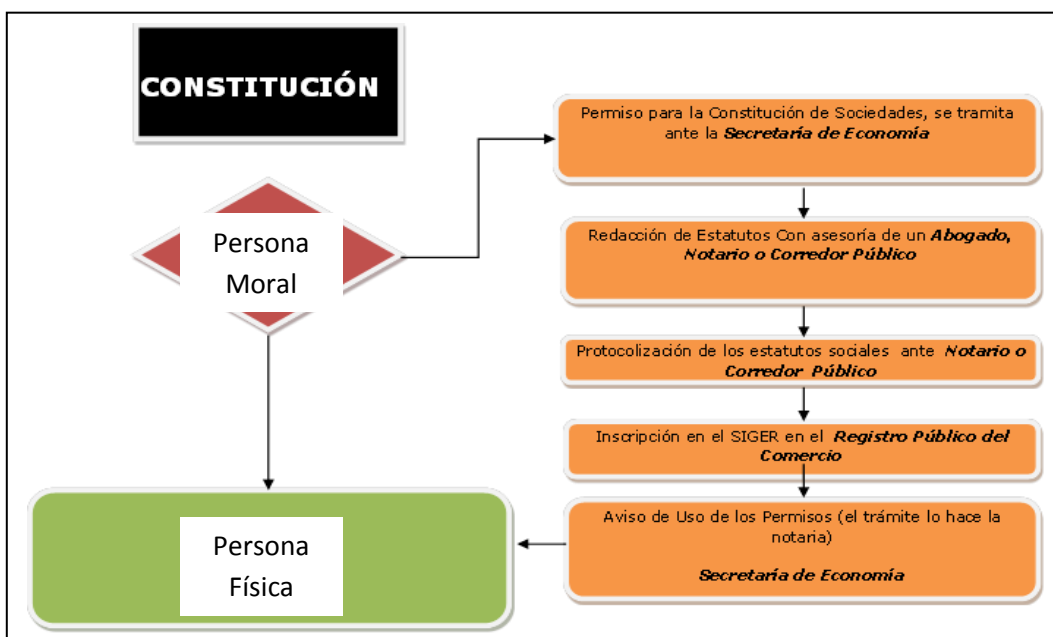 CONSTITUCIÓN
Persona
Moral
Permiso para la Constitución de Sociedades, se tramita
ante la Secretaría de Economía
Redacción de Estatutos Con asesoría de un Abogado,
Notario o Corredor Público
Protocolización de los estatutos sociales ante Notario o
Corredor Público
Inscripción en el SIGER en el Registro Público del
Comercio
Aviso de Uso de los Permisos (el trámite lo hace la
notaria)
Secretaría de Economía
Persona
Física